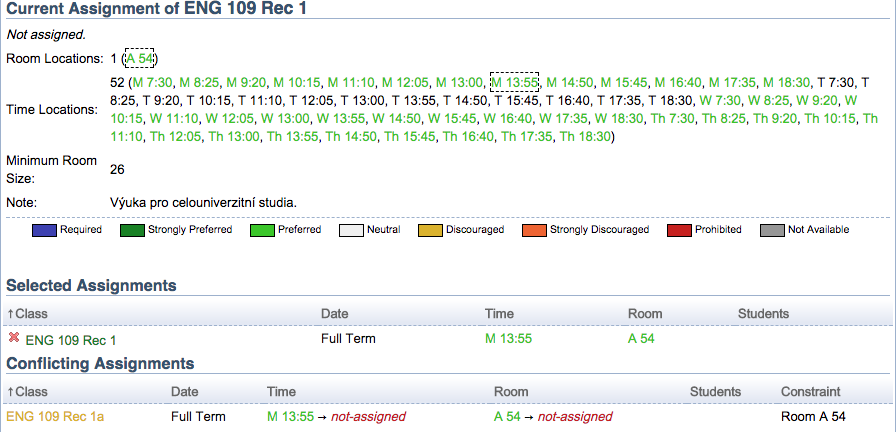 Current Assignment of ENG 109 Rec 1
Not assigned.
Room Locations: 1 (A 54)
52 (M 7:30, M 8:25, M 9:20, M 10:15, M 11:10, M 12:05, M 13:00, M 13:55, M 14:50, M 15:45, M 16:40, M 17:35, M 18:30, T 7:30, T
8:25, T 9:20, T 10:15, T 11:10, T 12:05, T 13:00, T 13:55, T 14:50, T 15:45, T 16:40, T 17:35, T 18:30, W 7:30, W 8:25, W 9:20, W
Time Locations:
10:15, W 11:10, W 12:05, W 13:00, W 13:55, W 14:50, W 15:45, W 16:40, W 17:35, W 18:30, Th 7:30, Th 8:25, Th 9:20, Th 10:15, Th
11:10, Th 12:05, Th 13:00, Th 13:55, Th 14:50, Th 15:45, Th 16:40, Th 17:35, Th 18:30)
Minimum Room
Size:
26
Note: Výuka pro celouniverzitní studia.
Required Strongly Preferred Preferred Neutral Discouraged Strongly Discouraged Prohibited Not Available
Selected Assignments
↑Class Date Time Room Students
ENG 109 Rec 1 Full Term M 13:55 A 54
Conflicting Assignments
↑Class Date Time Room Students Constraint
ENG 109 Rec 1a Full Term M 13:55 → not-assigned A 54 → not-assigned Room A 54